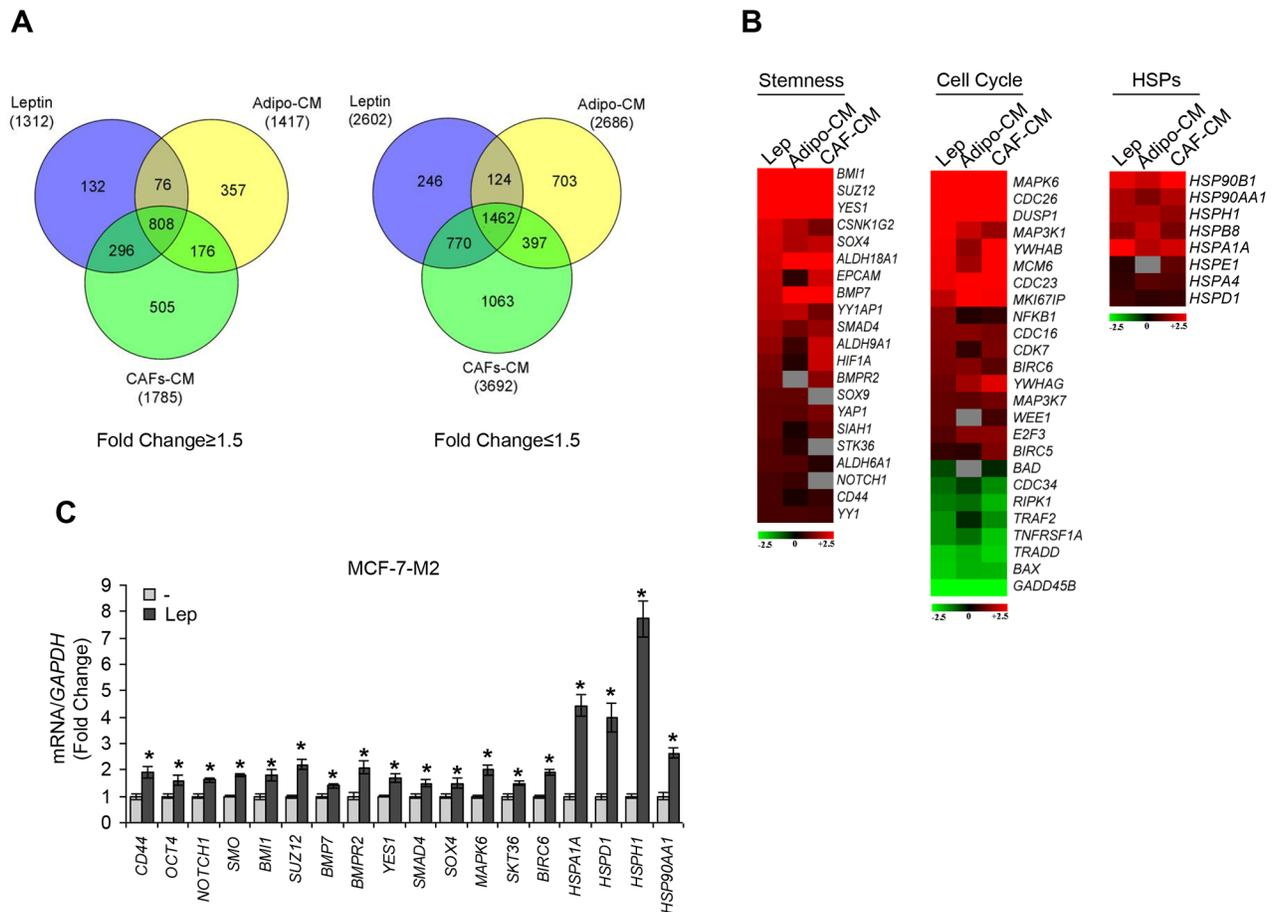 A
Leptin
(1312)
Adipo-CM
(1417)
132
76
357
808
296
176
505
CAFs-CM
(1785)
Fold Change≥1.5
Leptin
(2602)
Adipo-CM
(2686)
246
124
703
1462
770
397
1063
CAFs-CM
(3692)
Fold Change≤1.5
B
Stemness
Lep
Adipo-CM
CAF-CM
BMI1
SUZ12
YES1
CSNK1G2
SOX4
ALDH18A1
EPCAM
BMP7
YY1AP1
SMAD4
ALDH9A1
HIF1A
BMPR2
SOX9
YAP1
SIAH1
STK36
ALDH6A1
NOTCH1
CD44
YY1
-2.5 0 +2.5
Cell Cycle
Lep
Adipo-CM
CAF-CM
MAPK6
CDC26
DUSP1
MAP3K1
YWHAB
MCM6
CDC23
MKI67IP
NFKB1
CDC16
CDK7
BIRC6
YWHAG
MAP3K7
WEE1
E2F3
BIRC5
BAD
CDC34
RIPK1
TRAF2
TNFRSF1A
TRADD
BAX
GADD45B
-2.5 0 +2.5
HSPs
Lep
Adipo-CM
CAF-CM
HSP90B1
HSP90AA1
HSPH1
HSPB8
HSPA1A
HSPE1
HSPA4
HSPD1
-2.5 0 +2.5
C
MCF-7-M2
-
Lep
mRNA/GAPDH
(Fold Change)
9
8
7
6
5
4
3
2
1
0
* * * * * * * * * * * * * * * * * *
CD44
OCT4
NOTCH1
SMO
BMI1
SUZ12
BMP7
BMPR2
YES1
SMAD4
SOX4
MAPK6
SKT36
BIRC6
HSPA1A
HSPD1
HSPH1
HSP90AA1